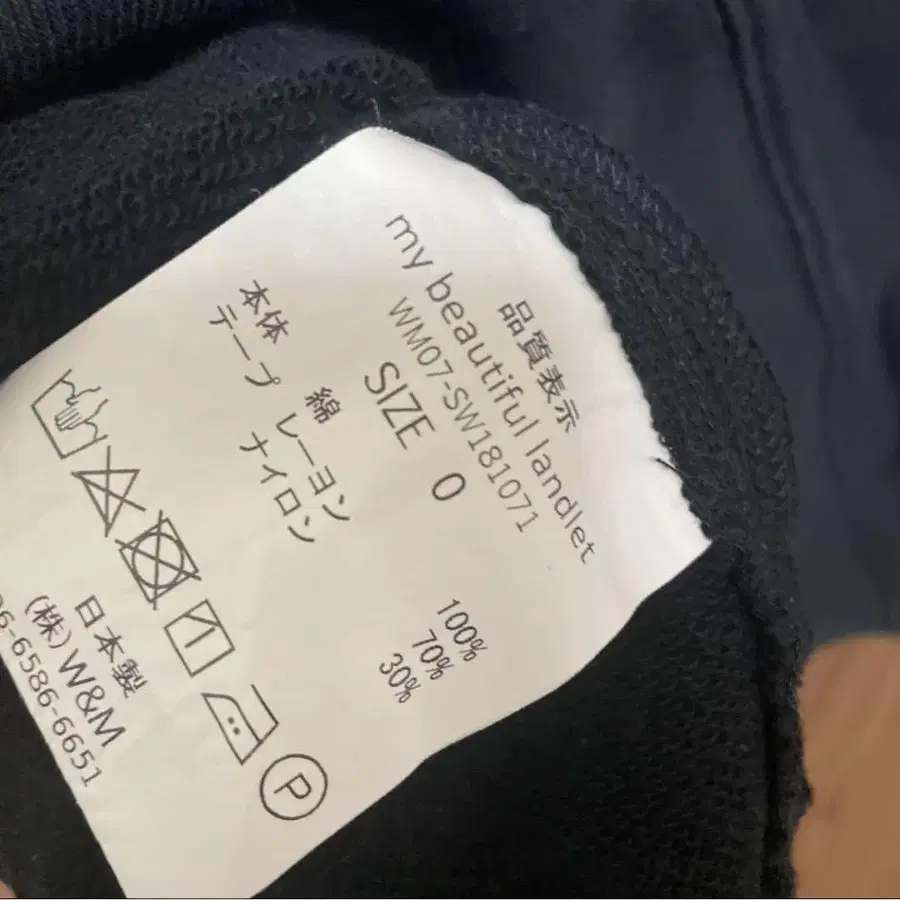 品質表示
my beautiful landlet
WM07-SW181071
SIZE 0
本体 綿 100%
テープ レーヨン 70%
ナイロン 30%
P
日本製
(株)W&M
06-6586-6651